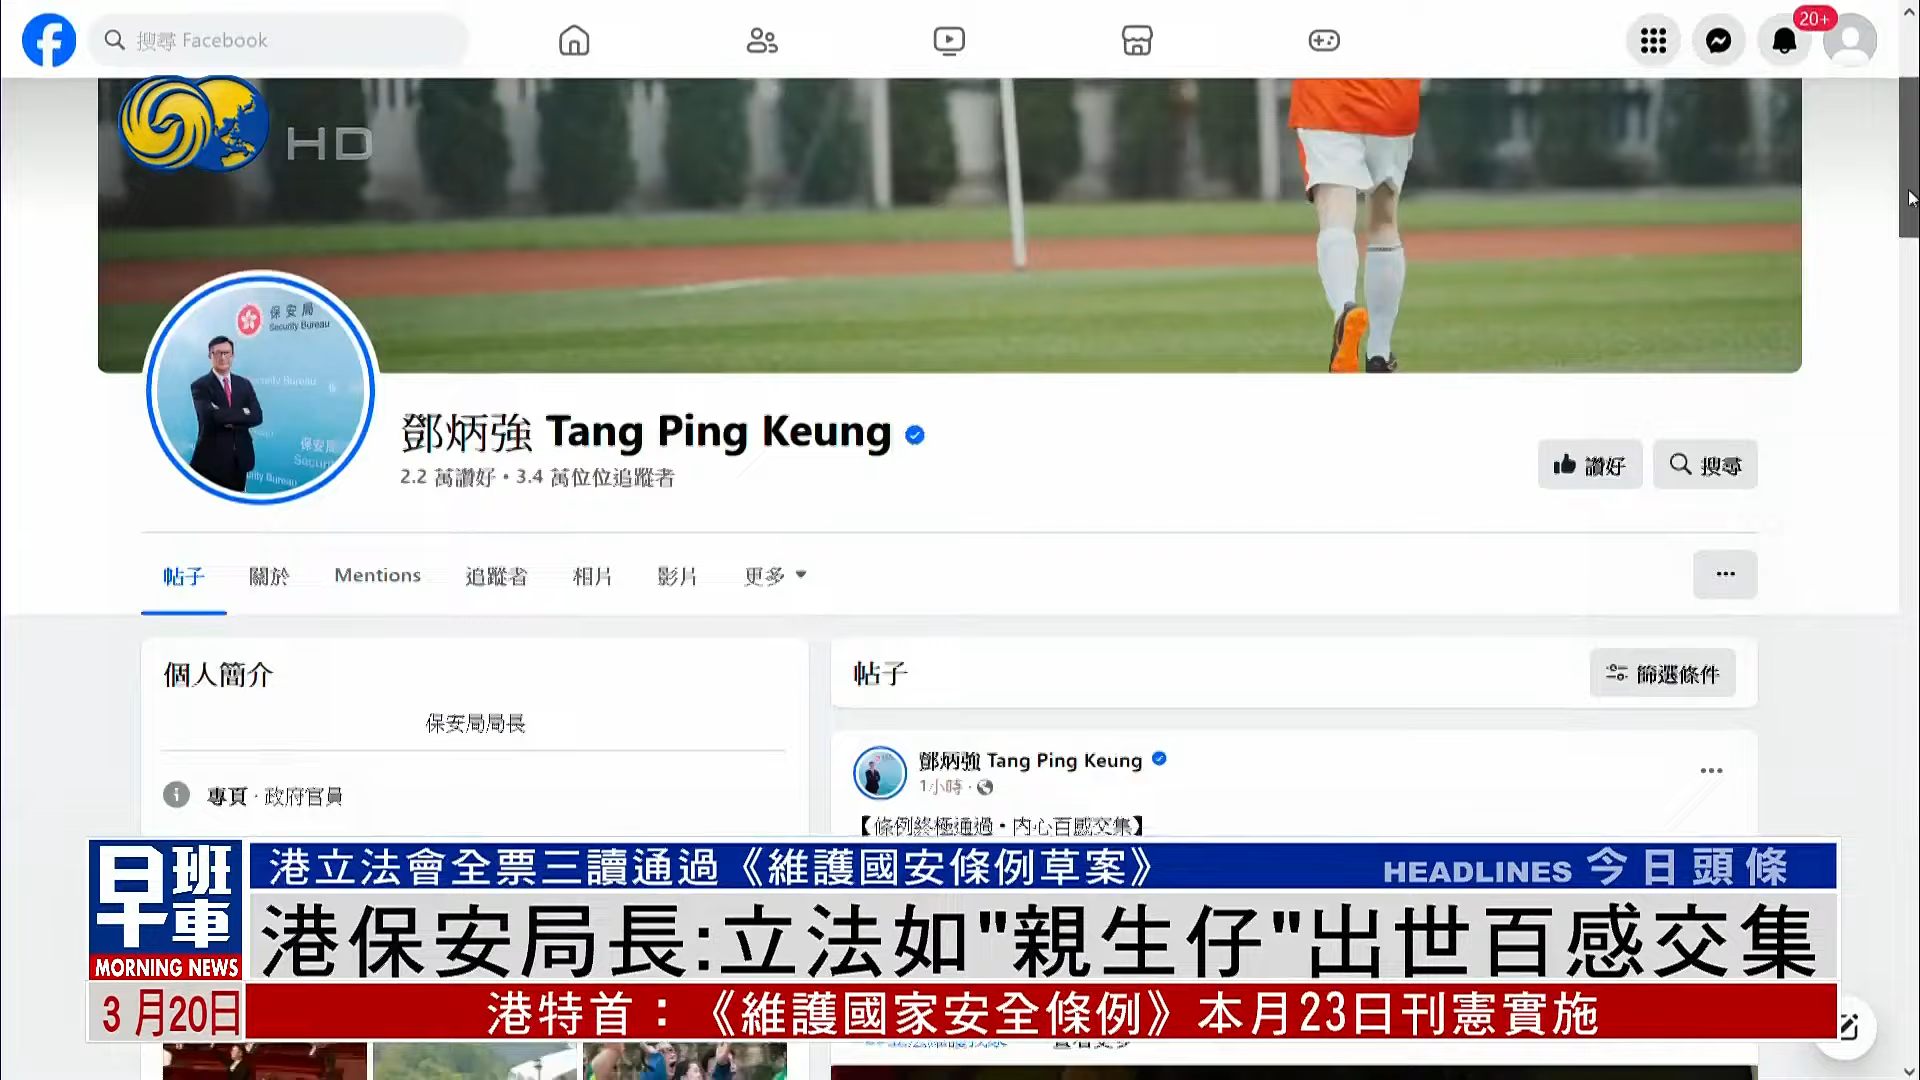 搜尋 Facebook
20+
HD
保安局
Security Bureau
鄧炳強 Tang Ping Keung
2.2 萬讚好 · 3.4 萬位位追蹤者
讚好
搜尋
帖子
關於
Mentions
追蹤者
相片
影片
更多
個人簡介
保安局局長
專頁 · 政府官員
帖子
篩選條件
鄧炳強 Tang Ping Keung
1小時 ·
【條例終極通過·內心百感交集】
早班車
MORNING NEWS
3月20日
港立法會全票三讀通過《維護國安條例草案》
HEADLINES 今日頭條
港保安局長:立法如"親生仔"出世百感交集
港特首：《維護國家安全條例》本月23日刊憲實施